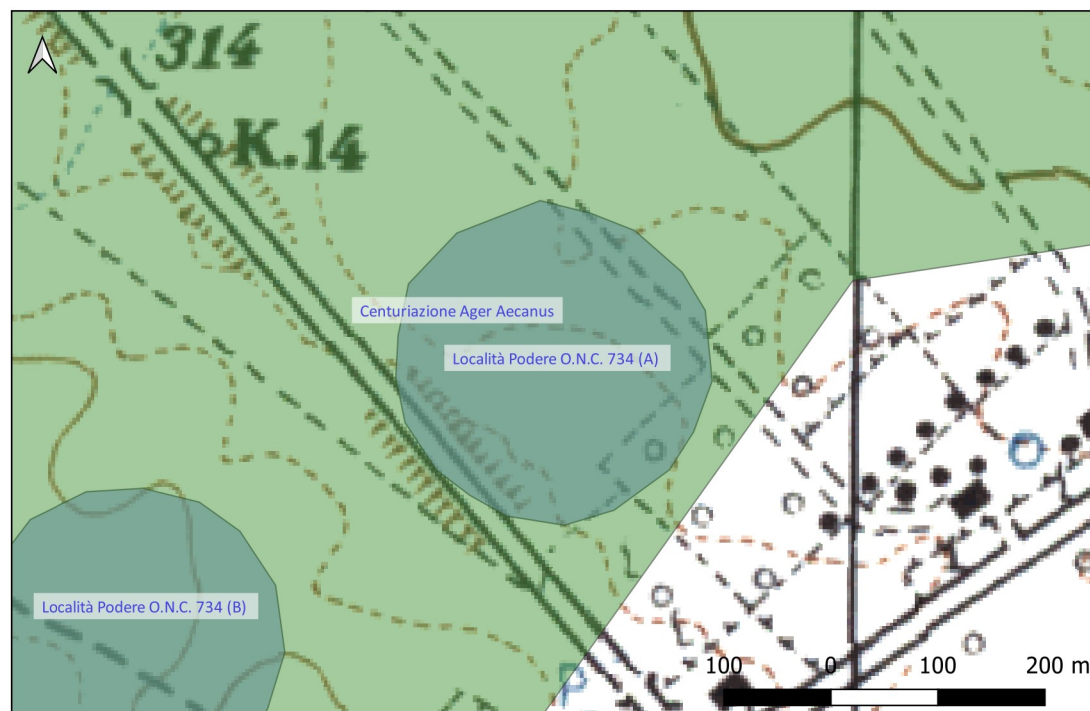 314
K.14
Centuriazione Ager Aecanus
Località Podere O.N.C. 734 (A)
Località Podere O.N.C. 734 (B)
P
100 0 100 200 m